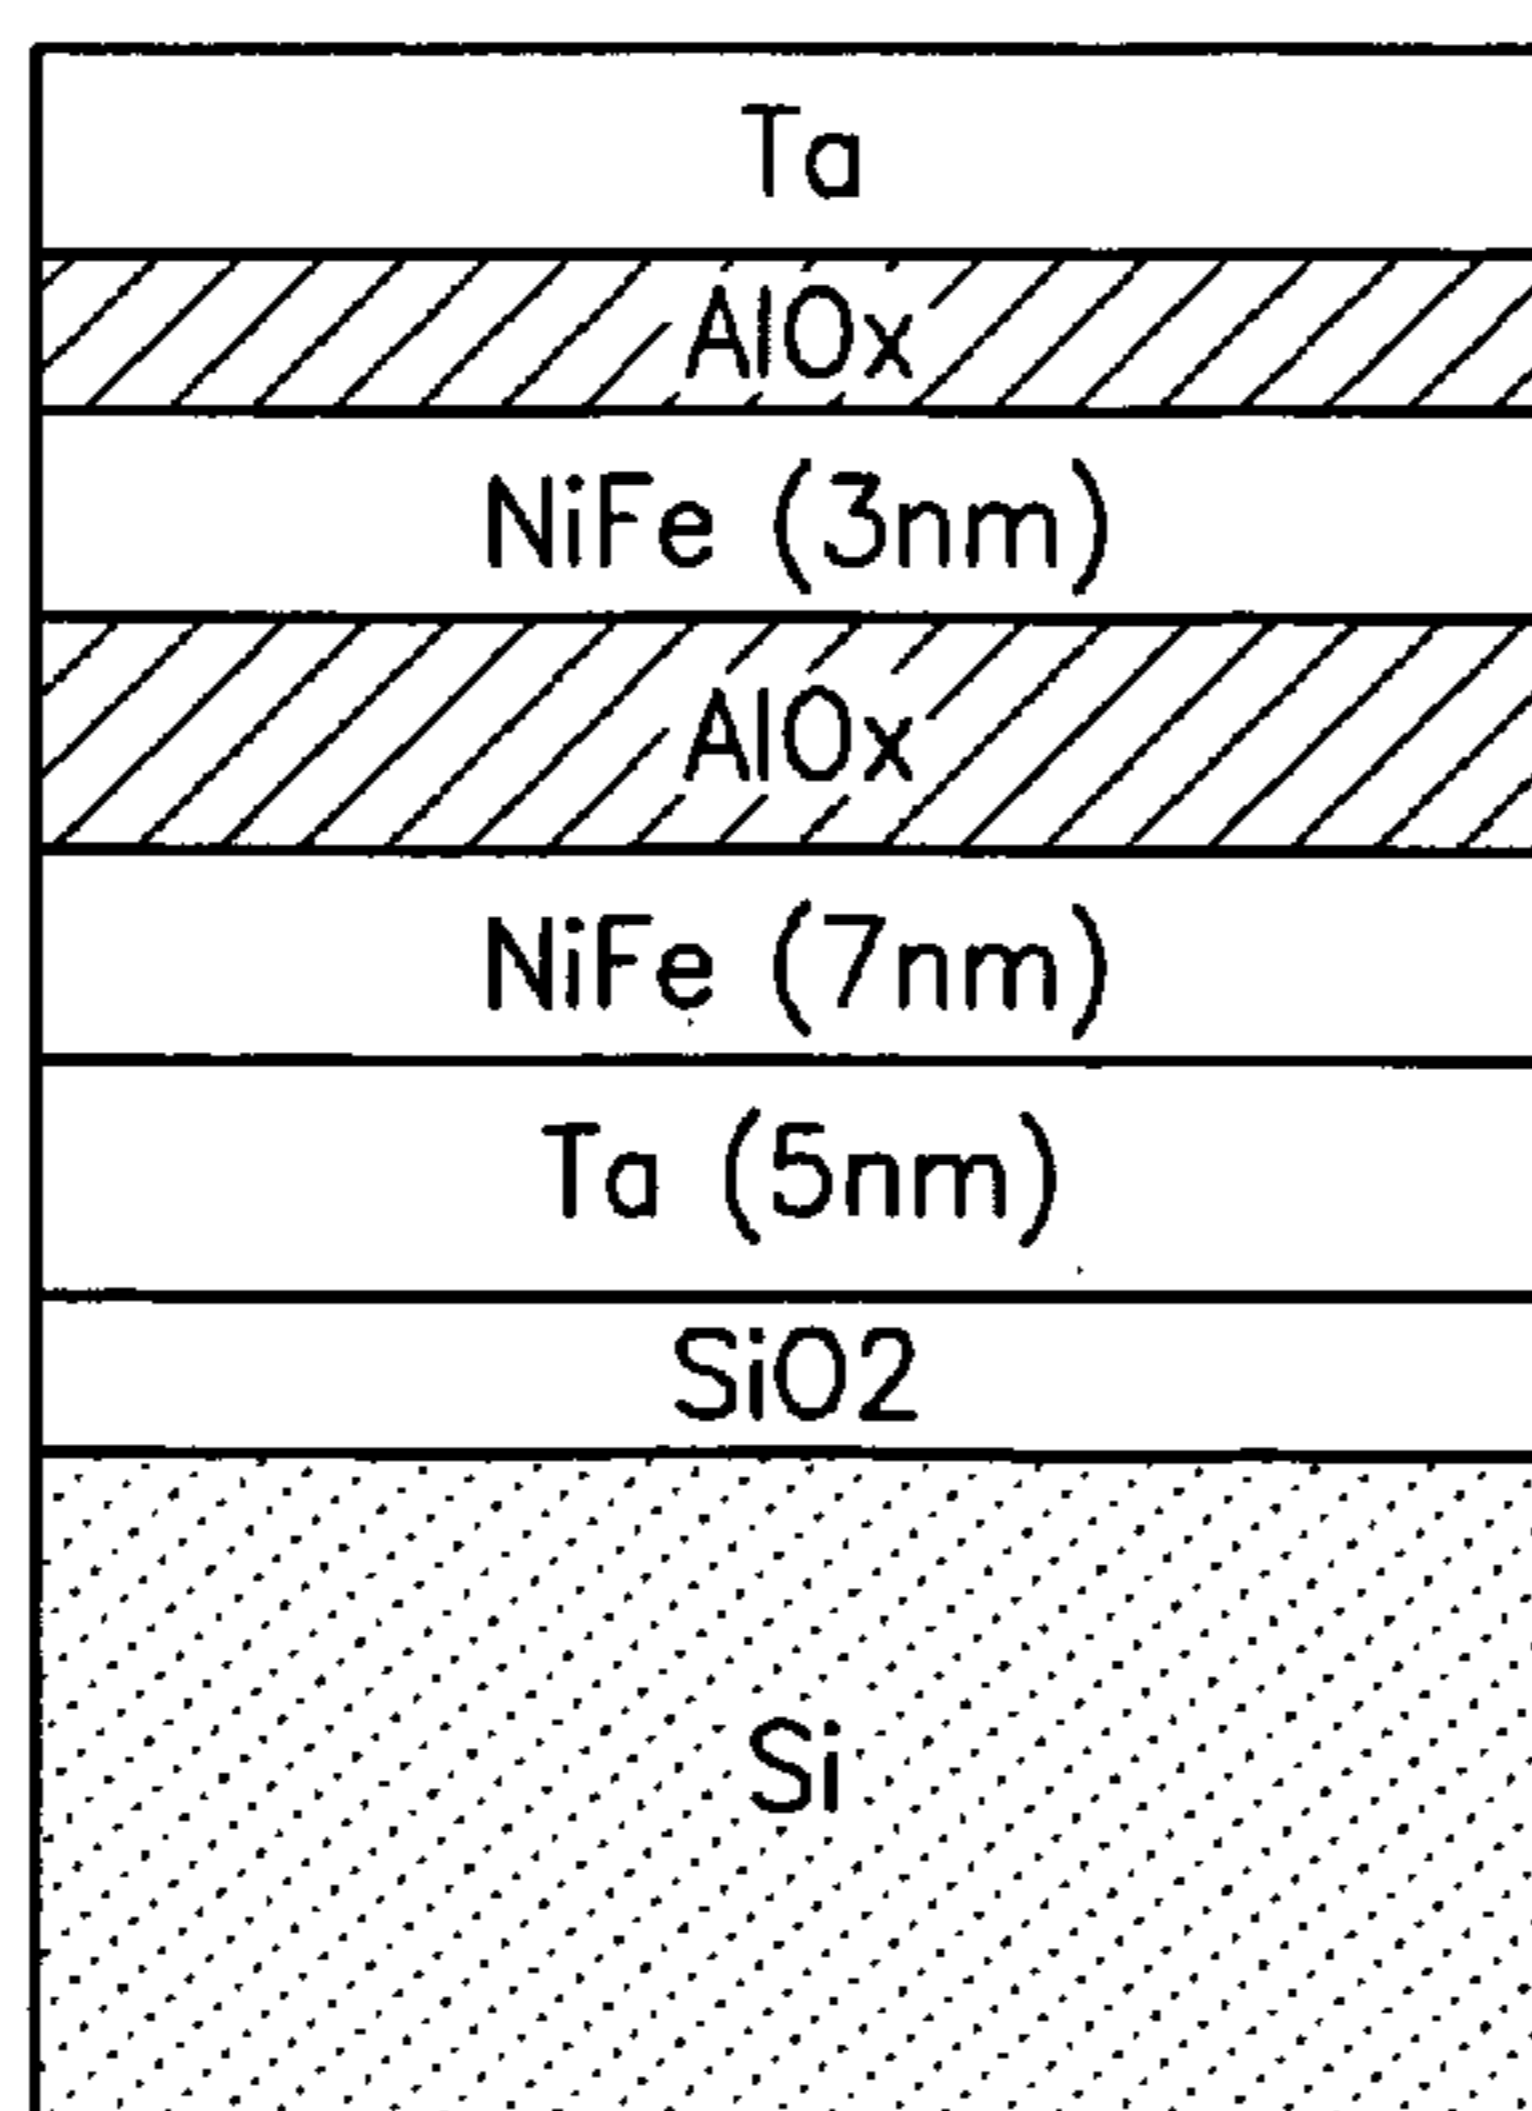 Ta
AlOx
NiFe (3nm)
AlOx
NiFe (7nm)
Ta (5nm)
SiO2
Si